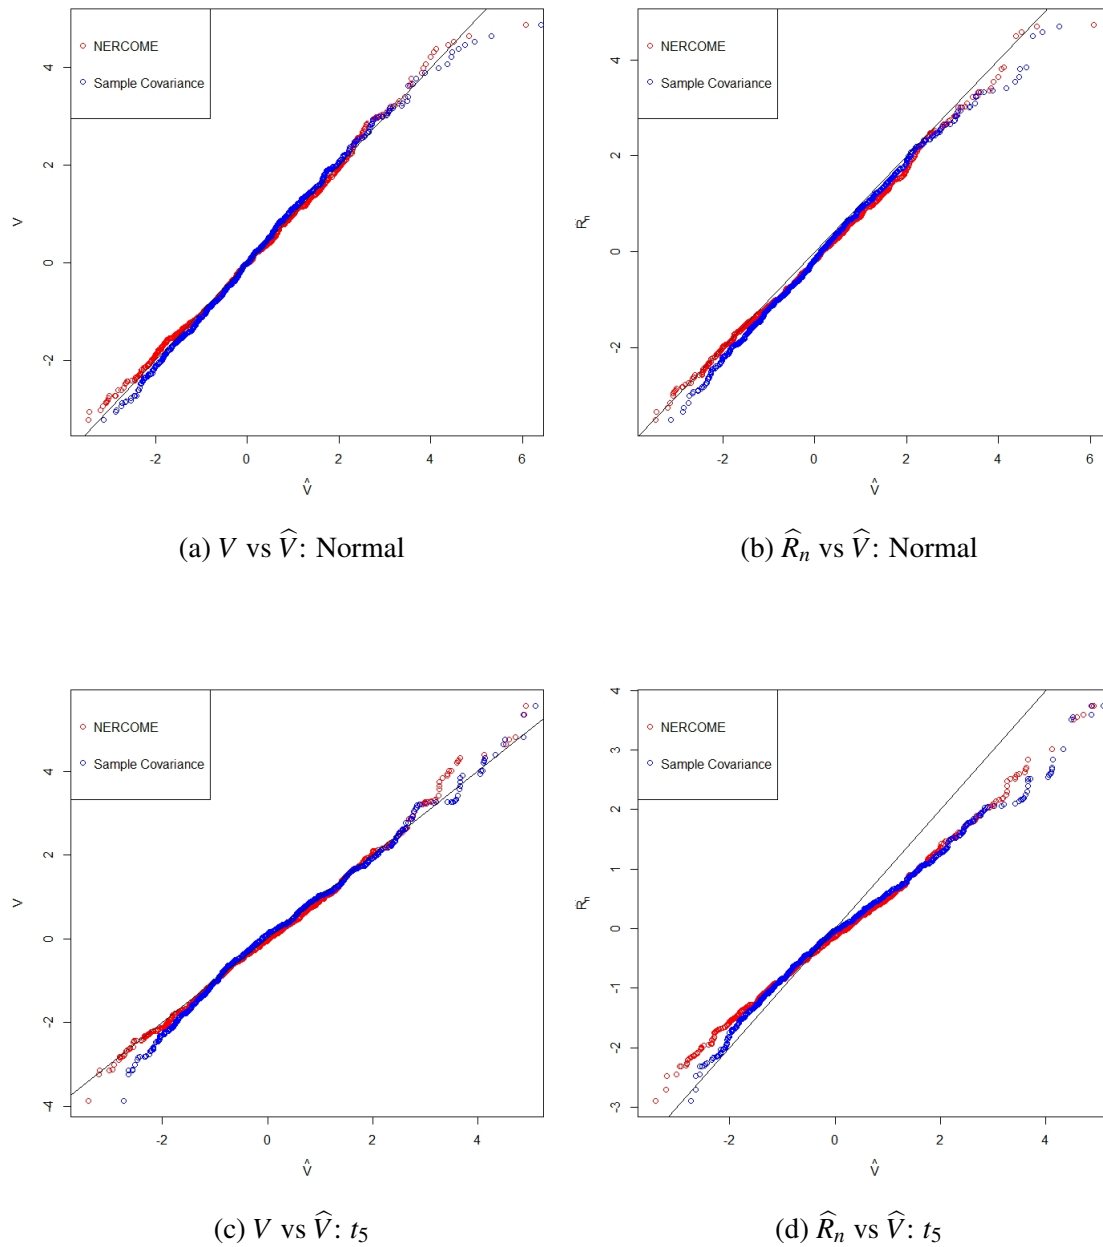 NERCOME
Sample Covariance
4
2
0
-2
V
-2
0
2
4
6
^
V
(a) V vs V̂: Normal
NERCOME
Sample Covariance
4
2
0
-2
R̂n
-2
0
2
4
6
^
V
(b) R̂n vs V̂: Normal
NERCOME
Sample Covariance
4
2
0
-2
-4
V
-2
0
2
4
^
V
(c) V vs V̂: t5
NERCOME
Sample Covariance
4
3
2
1
0
-1
-2
-3
R̂n
-2
0
2
4
^
V
(d) R̂n vs V̂: t5